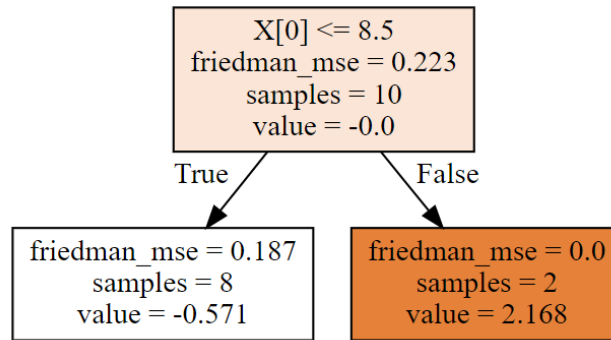 X[0] <= 8.5
friedman_mse = 0.223
samples = 10
value = -0.0
True
False
friedman_mse = 0.187
samples = 8
value = -0.571
friedman_mse = 0.0
samples = 2
value = 2.168